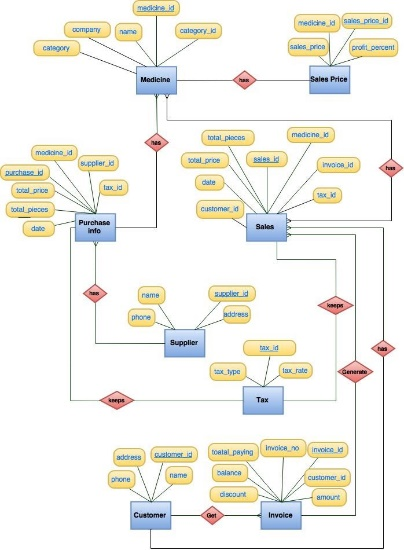 medicine_id
company
name
category_id
category
Medicine
has
medicine_id
sales_price_id
sales_price
profit_percent
Sales Price
has
has
medicine_id
supplier_id
purchase_id
total_price
tax_id
total_pieces
date
Purchase
info
total_pieces
medicine_id
total_price
sales_id
invoice_id
date
tax_id
customer_id
Sales
has
name
supplier_id
phone
address
Supplier
keeps
has
tax_id
tax_type
tax_rate
Tax
Generate
keeps
address
customer_id
phone
name
Customer
Get
toatal_paying
invoice_no
invoice_id
balance
customer_id
discount
amount
Invoice